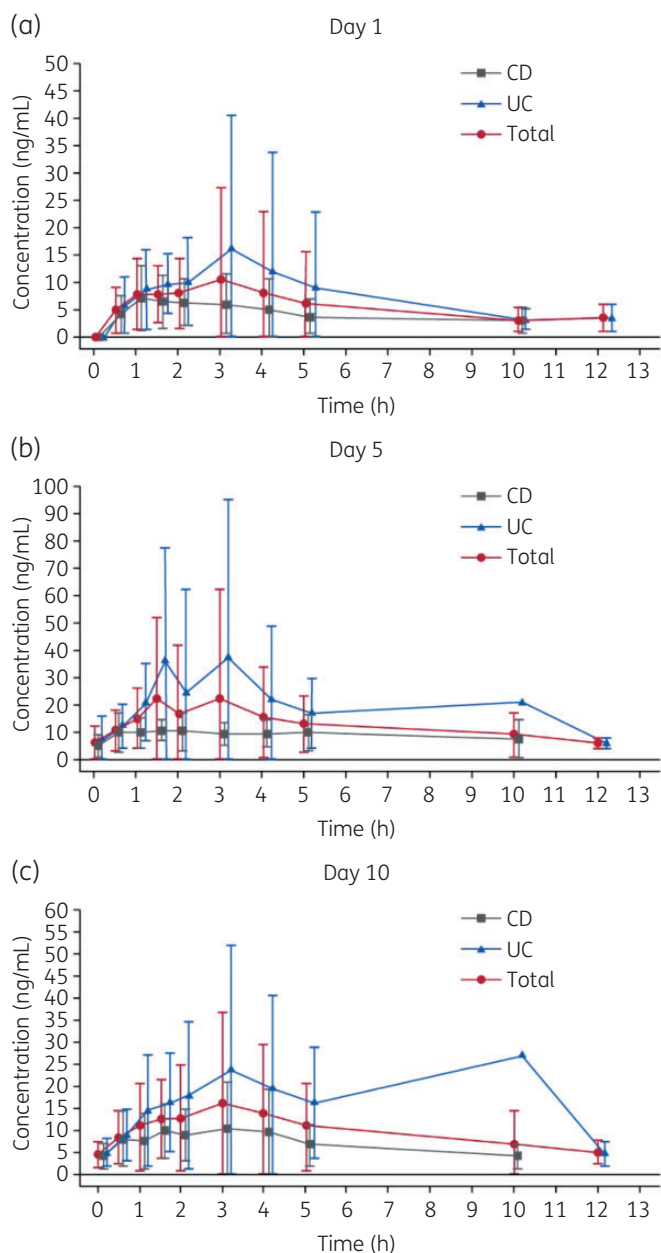 (a)
Day 1
Concentration (ng/mL)
50
45
40
35
30
25
20
15
10
5
0
CD
UC
Total
0 1 2 3 4 5 6 7 8 9 10 11 12 13
Time (h)
(b)
Day 5
Concentration (ng/mL)
100
90
80
70
60
50
40
30
20
10
0
CD
UC
Total
0 1 2 3 4 5 6 7 8 9 10 11 12 13
Time (h)
(c)
Day 10
Concentration (ng/mL)
60
55
50
45
40
35
30
25
20
15
10
5
0
CD
UC
Total
0 1 2 3 4 5 6 7 8 9 10 11 12 13
Time (h)